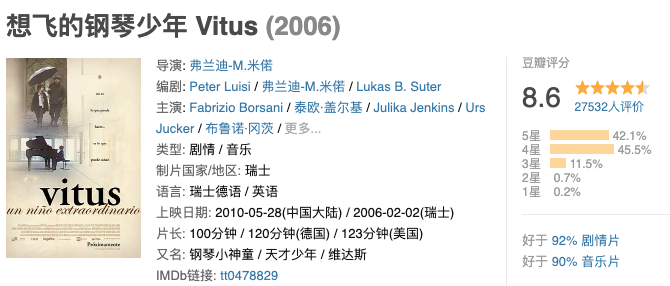 想飞的钢琴少年 Vitus (2006)
vitus
un niño extraordinario
Próximamente
导演: 弗兰迪-M.米偌
编剧: Peter Luisi / 弗兰迪-M.米偌 / Lukas B. Suter
主演: Fabrizio Borsani / 泰欧·盖尔基 / Julika Jenkins / Urs
Jucker / 布鲁诺·冈茨 / 更多...
类型: 剧情 / 音乐
制片国家/地区: 瑞士
语言: 瑞士德语 / 英语
上映日期: 2010-05-28(中国大陆) / 2006-02-02(瑞士)
片长: 100分钟 / 120分钟(德国) / 123分钟(美国)
又名: 钢琴小神童 / 天才少年 / 维达斯
IMDb链接: tt0478829
豆瓣评分
8.6
27532人评价
5星 42.1%
4星 45.5%
3星 11.5%
2星 0.7%
1星 0.2%
好于 92% 剧情片
好于 90% 音乐片